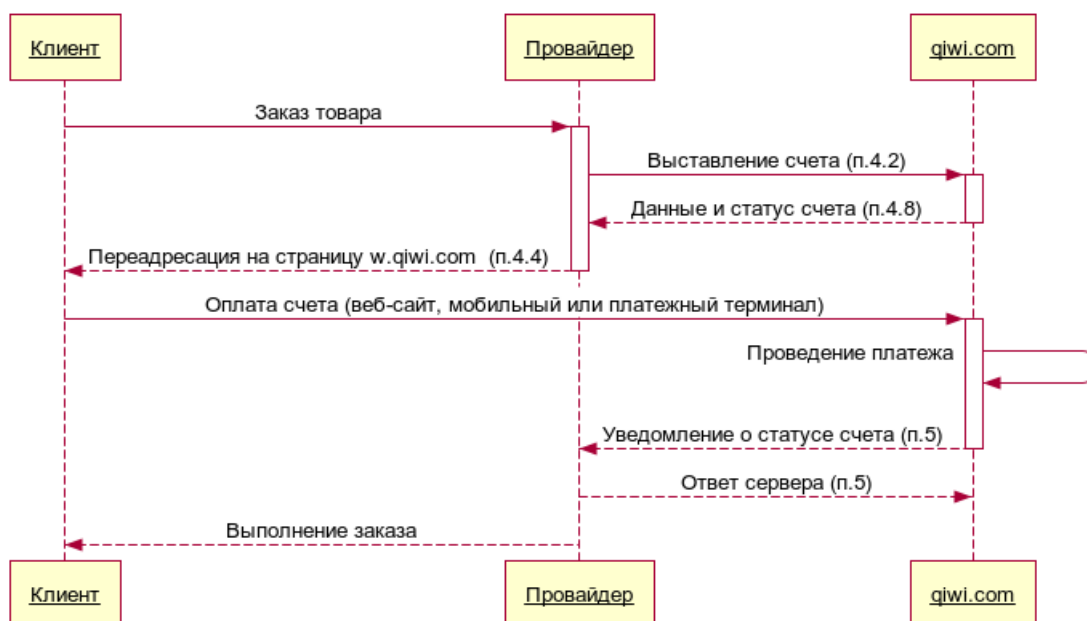 Клиент
Провайдер
qiwi.com
Заказ товара
Выставление счета (п.4.2)
Данные и статус счета (п.4.8)
Переадресация на страницу w.qiwi.com (п.4.4)
Оплата счета (веб-сайт, мобильный или платежный терминал)
Проведение платежа
Уведомление о статусе счета (п.5)
Ответ сервера (п.5)
Выполнение заказа
Клиент
Провайдер
qiwi.com